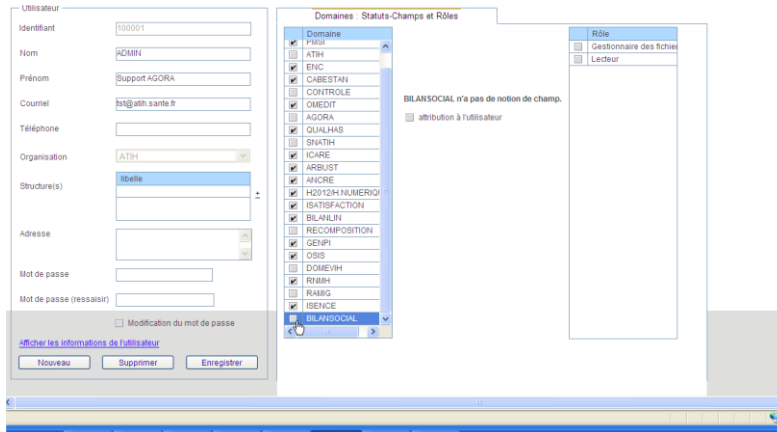 Utilisateur
Identifiant 100001
Nom ADMIN
Prénom Support AGORA
Courriel tst@atih.sante.fr
Téléphone
Organisation ATIH
Structure(s) libelle
±
Adresse
Mot de passe
Mot de passe (ressaisir)
Modification du mot de passe
Afficher les informations de l'utilisateur
Nouveau Supprimer Enregistrer
Domaines : Statuts-Champs et Rôles
Domaine
PMSI
ATIH
ENC
CABESTAN
CONTROLE
OMEDIT
AGORA
QUALHAS
SNATIH
ICARE
ARBUST
ANCRE
H2012/H.NUMERIQU
ISATISFACTION
BILANLIN
RECOMPOSITION
GENPI
OSIS
DOMEVIH
RNMH
RAMIG
ISENCE
BILANSOCIAL
BILANSOCIAL n'a pas de notion de champ.
attribution à l'utilisateur
Rôle
Gestionnaire des fichier
Lecteur